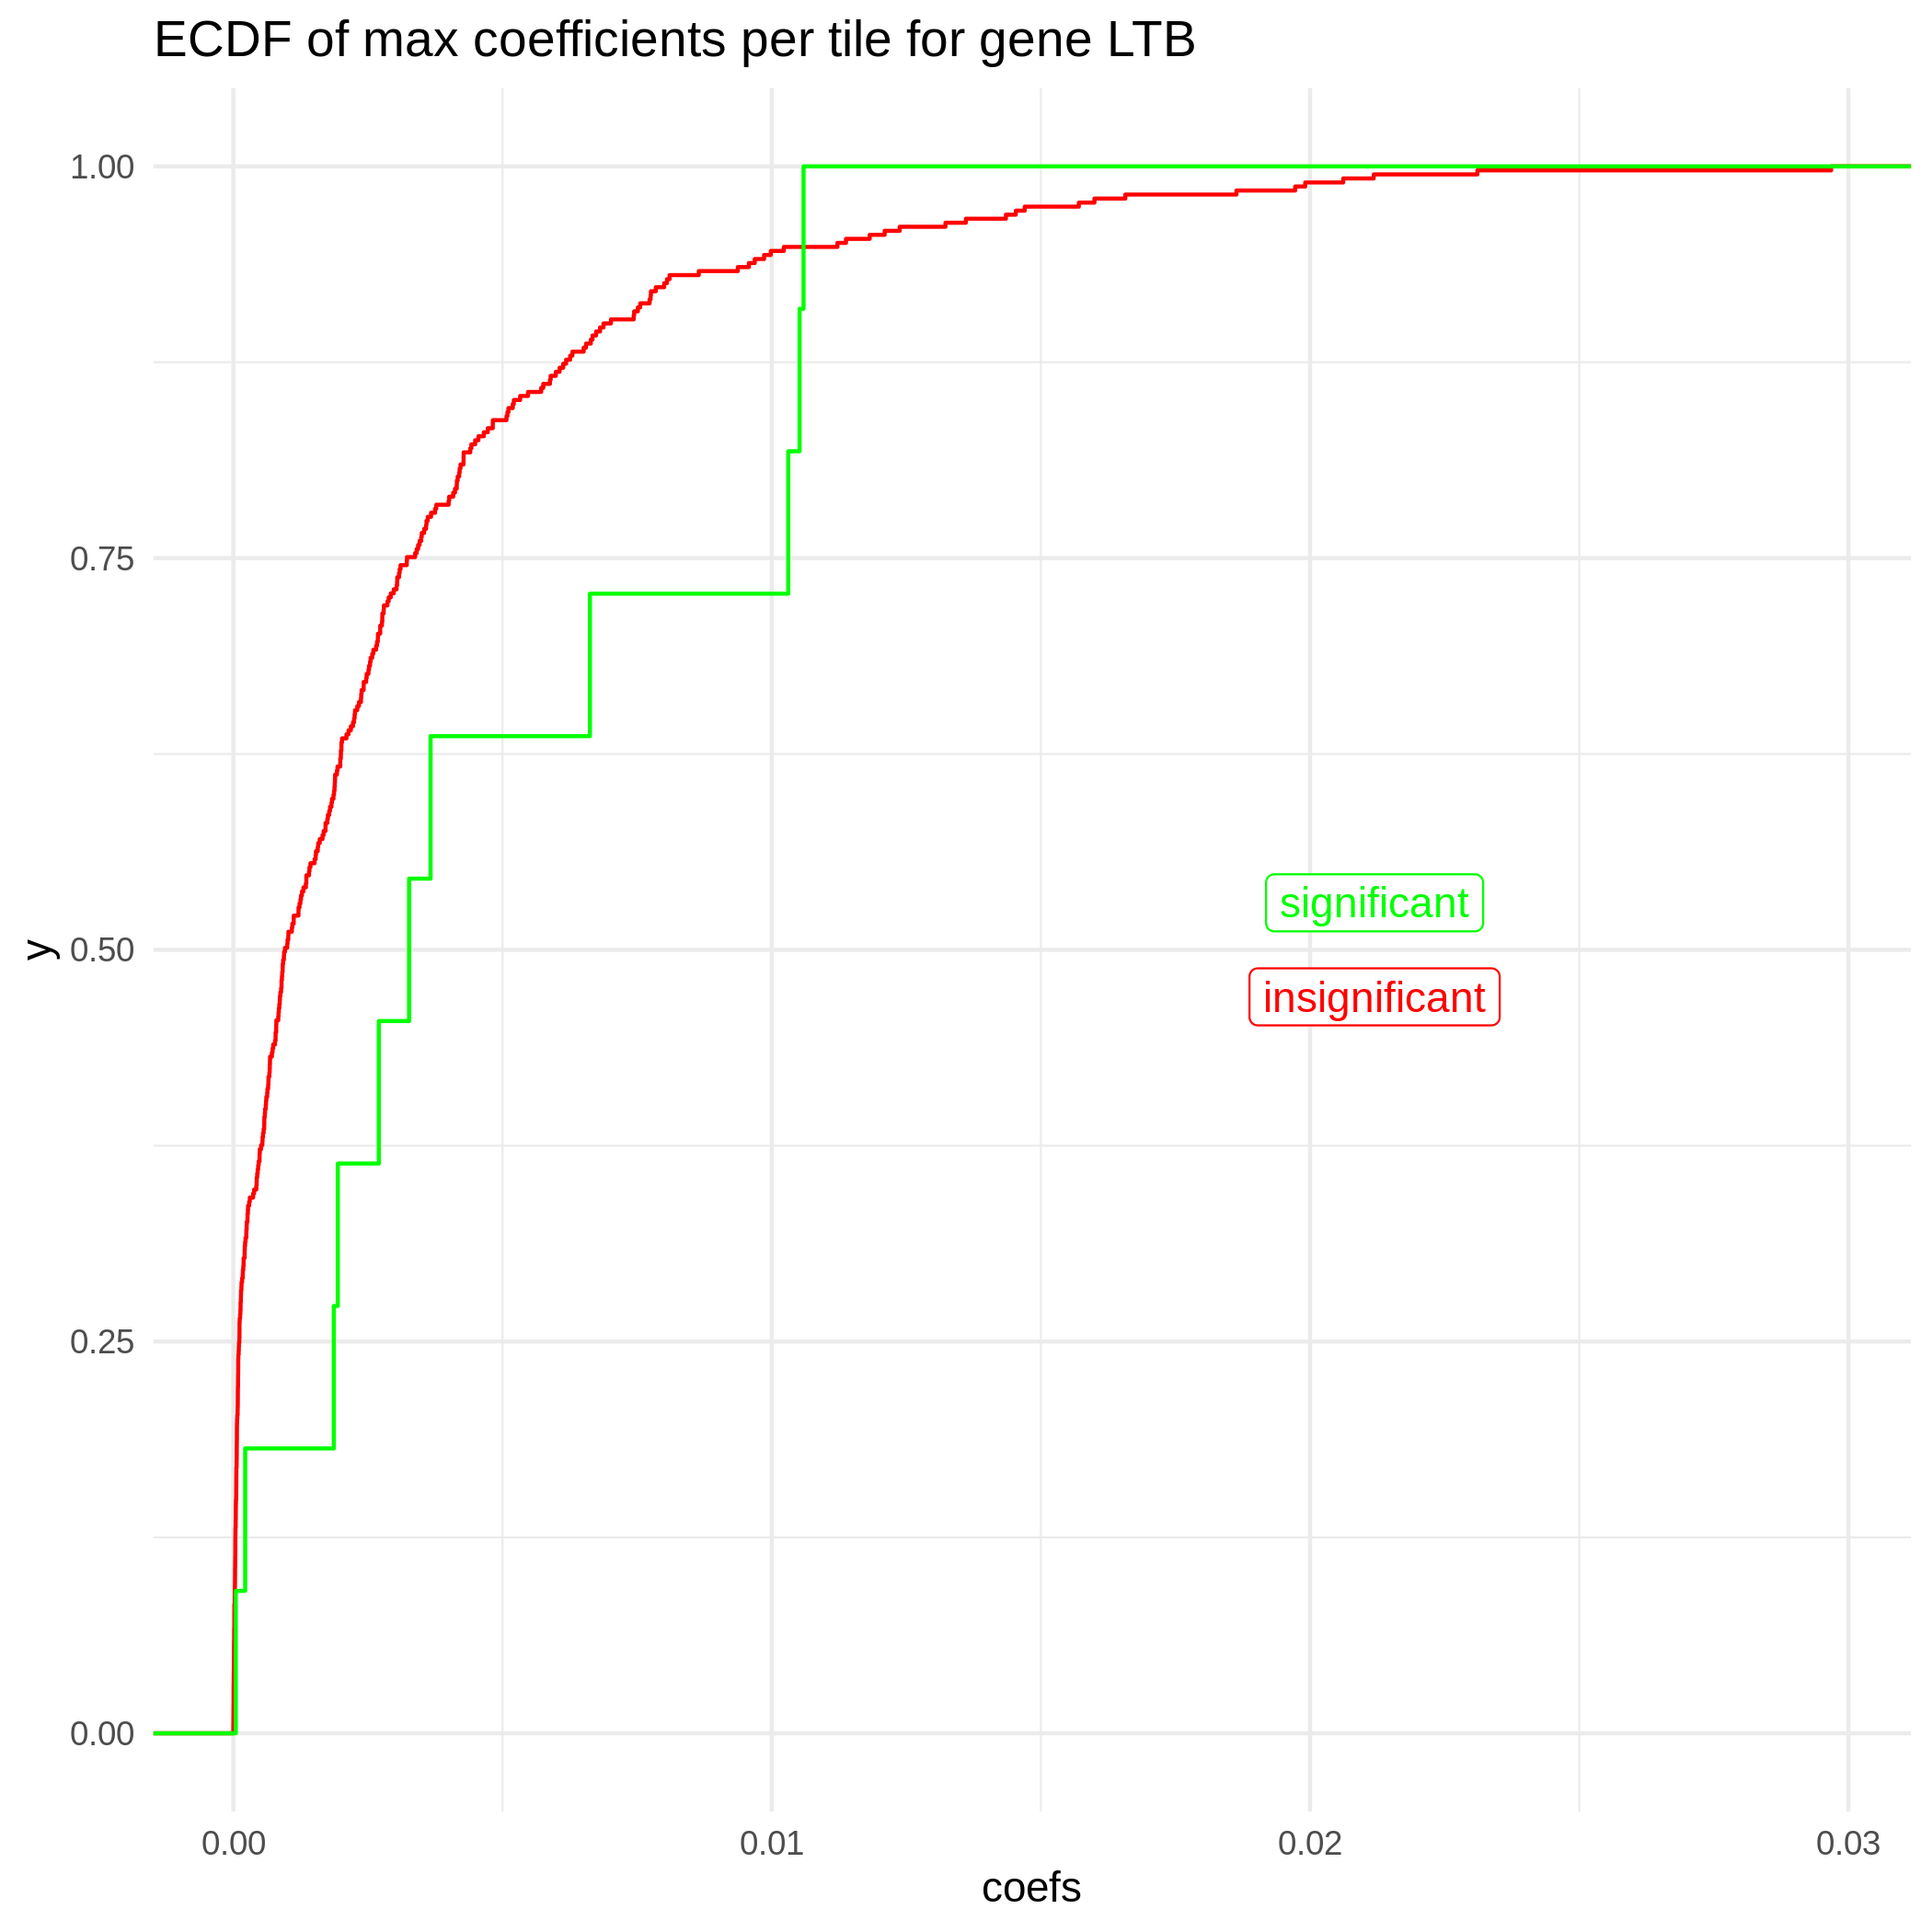 ECDF of max coefficients per tile for gene LTB
1.00
0.75
0.50
0.25
0.00
y
significant
insignificant
0.00 0.01 0.02 0.03
coefs